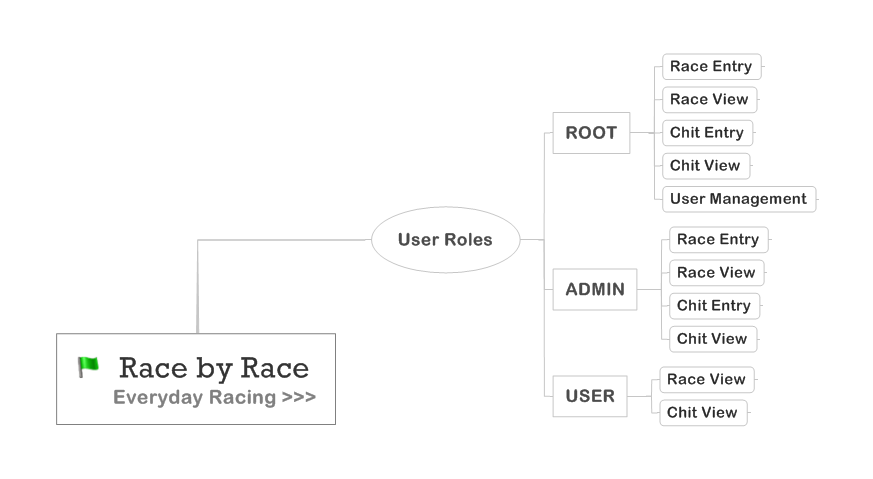 Race by Race
Everyday Racing >>>
User Roles
ROOT
Race Entry
Race View
Chit Entry
Chit View
User Management
ADMIN
Race Entry
Race View
Chit Entry
Chit View
USER
Race View
Chit View